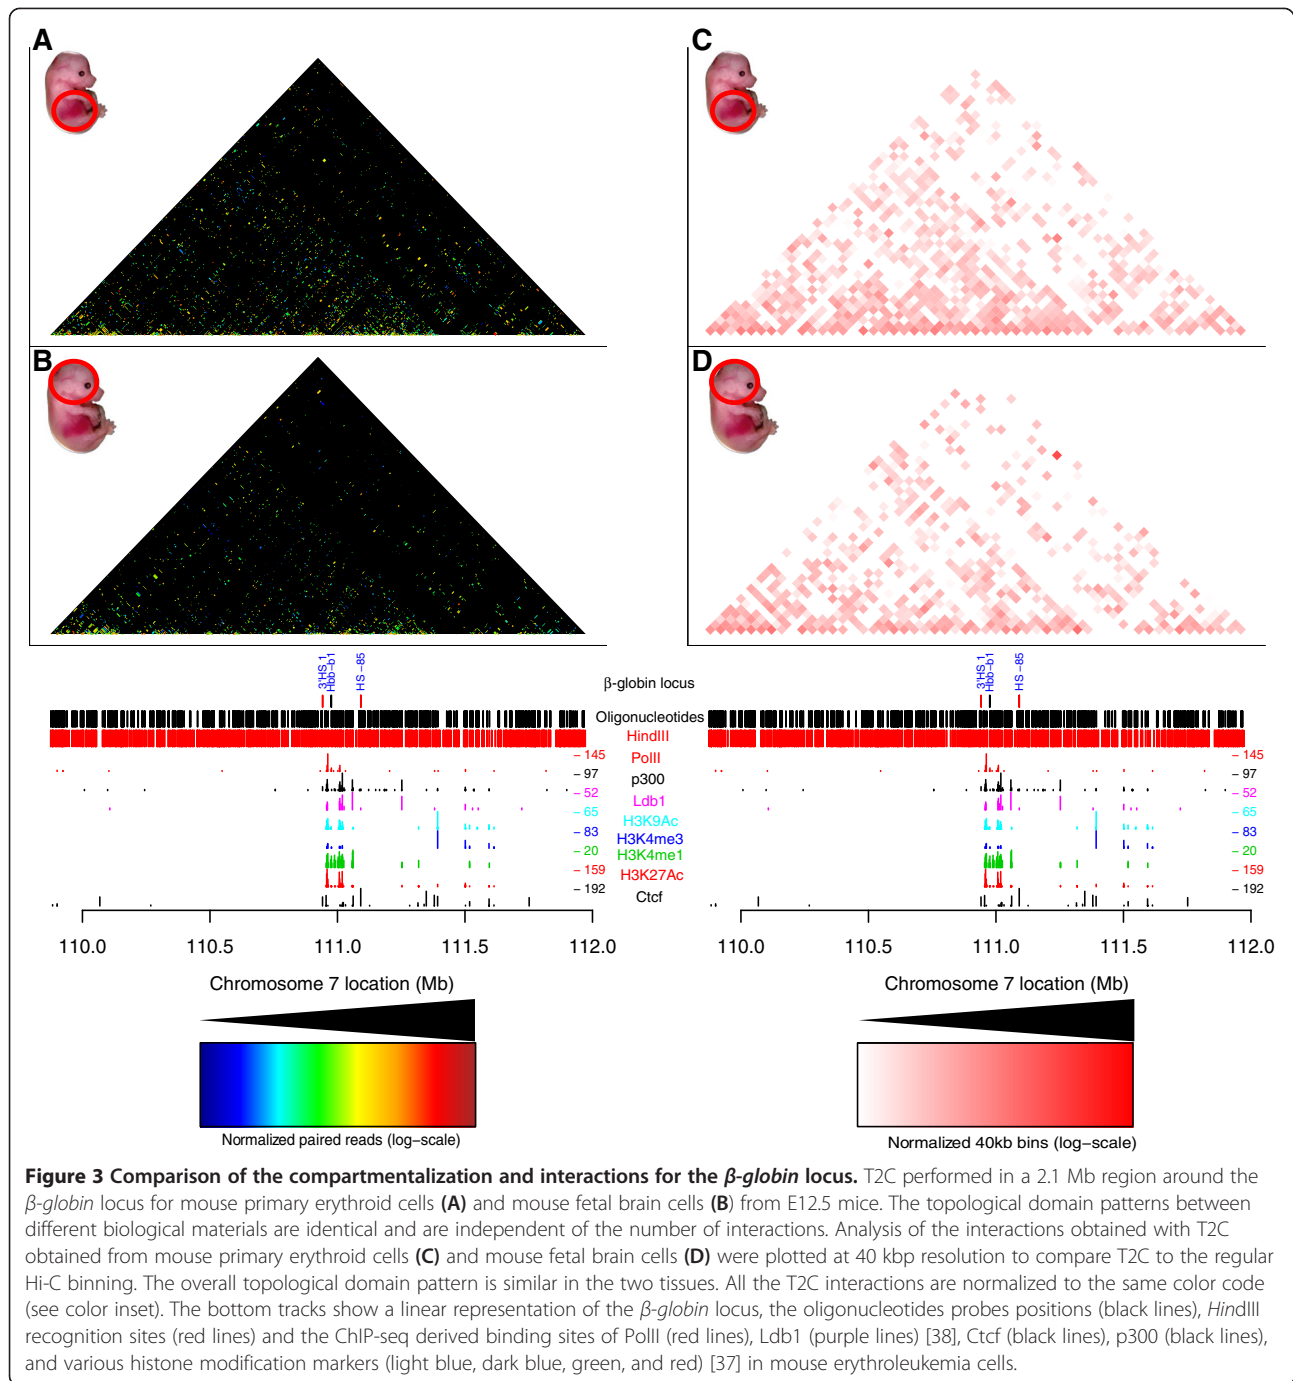 A
C
B
D
3'HS 1
Hbb-b1
HS -85
β-globin locus
3'HS 1
Hbb-b1
HS -85
Oligonucleotides
HindIII
PolII
p300
Ldb1
H3K9Ac
H3K4me3
H3K4me1
H3K27Ac
Ctcf
- 145
- 97
- 52
- 65
- 83
- 20
- 159
- 192
- 145
- 97
- 52
- 65
- 83
- 20
- 159
- 192
110.0 110.5 111.0 111.5 112.0
110.0 110.5 111.0 111.5 112.0
Chromosome 7 location (Mb)
Chromosome 7 location (Mb)
Normalized paired reads (log-scale)
Normalized 40kb bins (log-scale)
Figure 3 Comparison of the compartmentalization and interactions for the β-globin locus. T2C performed in a 2.1 Mb region around the
β-globin locus for mouse primary erythroid cells (A) and mouse fetal brain cells (B) from E12.5 mice. The topological domain patterns between
different biological materials are identical and are independent of the number of interactions. Analysis of the interactions obtained with T2C
obtained from mouse primary erythroid cells (C) and mouse fetal brain cells (D) were plotted at 40 kbp resolution to compare T2C to the regular
Hi-C binning. The overall topological domain pattern is similar in the two tissues. All the T2C interactions are normalized to the same color code
(see color inset). The bottom tracks show a linear representation of the β-globin locus, the oligonucleotides probes positions (black lines), HindIII
recognition sites (red lines) and the ChIP-seq derived binding sites of PolII (red lines), Ldb1 (purple lines) [38], Ctcf (black lines), p300 (black lines),
and various histone modification markers (light blue, dark blue, green, and red) [37] in mouse erythroleukemia cells.